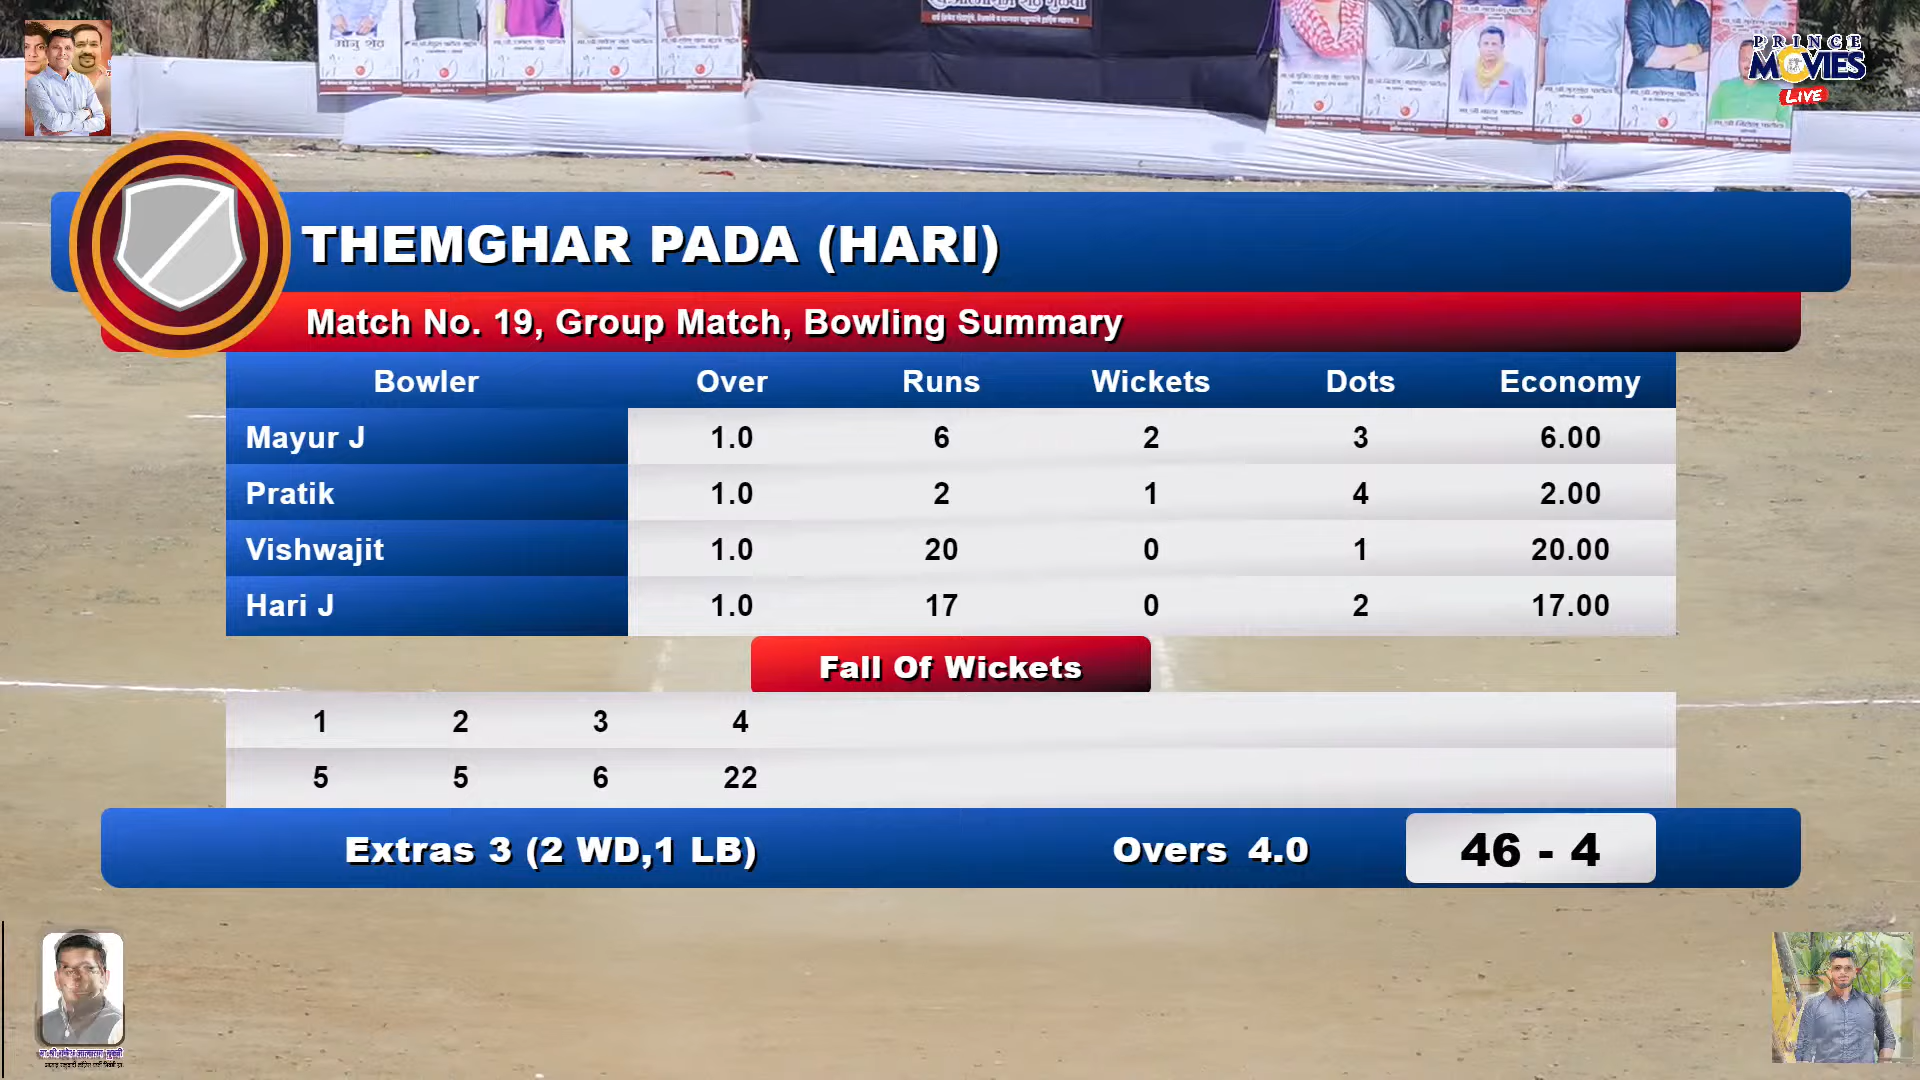 PRINCE
MOVIES
LIVE
THEMGHAR PADA (HARI)
Match No. 19, Group Match, Bowling Summary
Bowler Over Runs Wickets Dots Economy
Mayur J 1.0 6 2 3 6.00
Pratik 1.0 2 1 4 2.00
Vishwajit 1.0 20 0 1 20.00
Hari J 1.0 17 0 2 17.00
Fall Of Wickets
1 2 3 4
5 5 6 22
Extras 3 (2 WD,1 LB) Overs 4.0 46 - 4